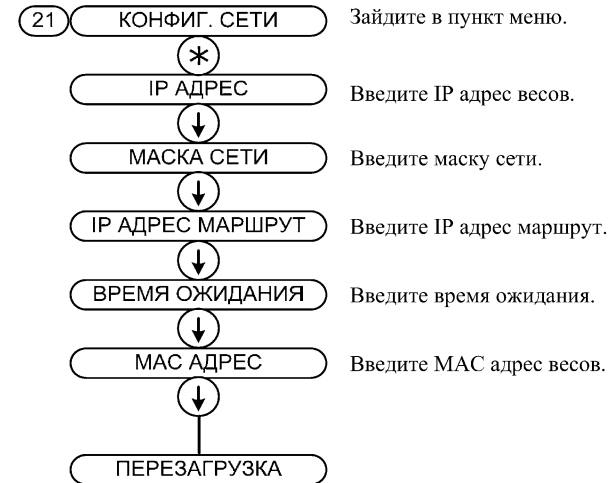 21 КОНФИГ. СЕТИ Зайдите в пункт меню.
IP АДРЕС Введите IP адрес весов.
МАСКА СЕТИ Введите маску сети.
IP АДРЕС МАРШРУТ Введите IP адрес маршрут.
ВРЕМЯ ОЖИДАНИЯ Введите время ожидания.
MAC АДРЕС Введите MAC адрес весов.
ПЕРЕЗАГРУЗКА